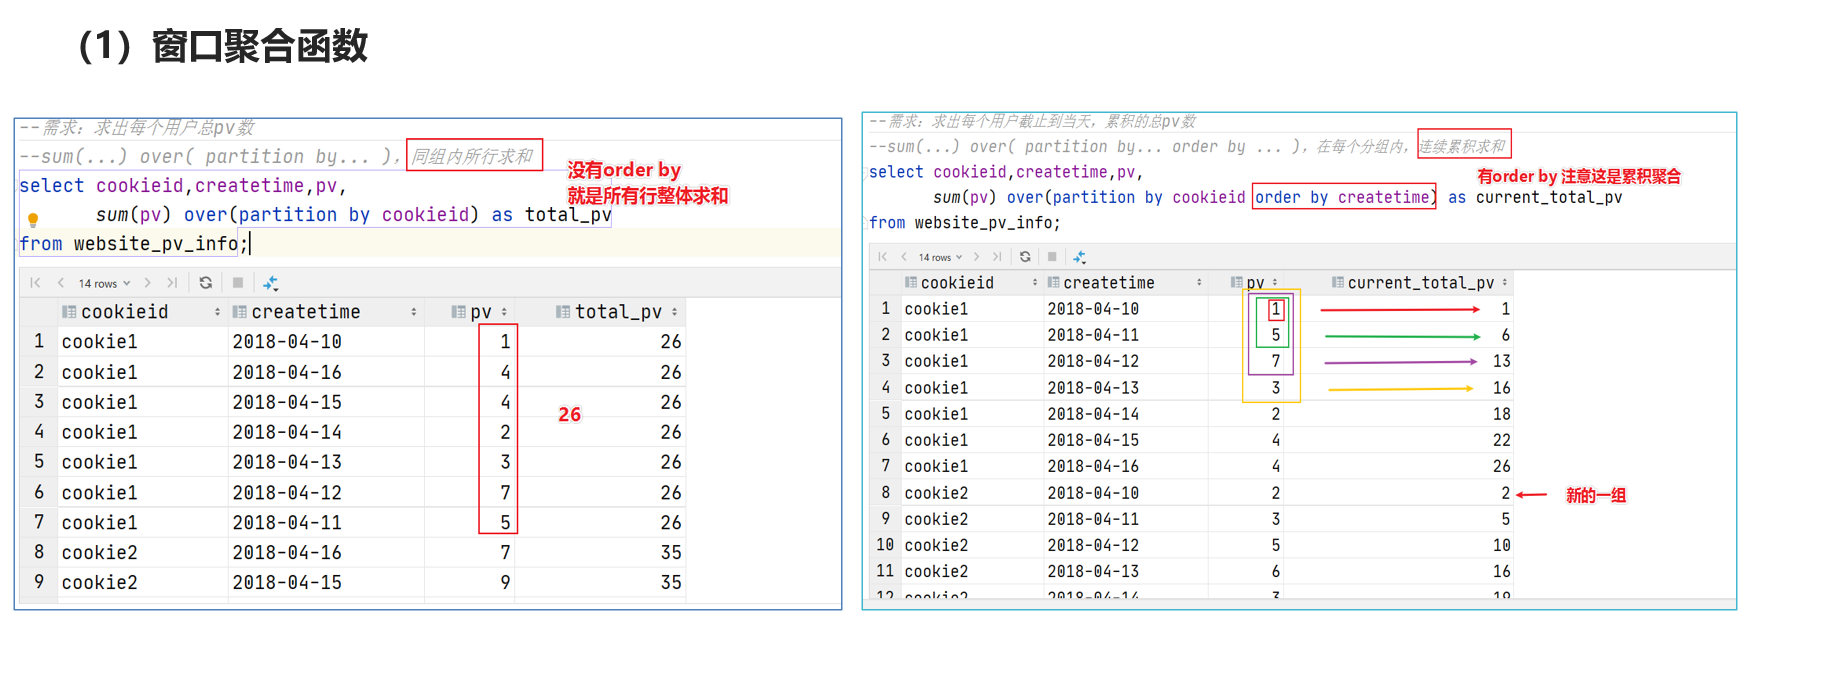 （1）窗口聚合函数
--需求：求出每个用户总pv数
--sum(...) over( partition by... )，同组内所行求和
没有order by
就是所有行整体求和
select cookieid,createtime,pv,
sum(pv) over(partition by cookieid) as total_pv
from website_pv_info;
14 rows
cookieid createtime pv total_pv
1 cookie1 2018-04-10 1 26
2 cookie1 2018-04-16 4 26
3 cookie1 2018-04-15 4 26
26
4 cookie1 2018-04-14 2 26
5 cookie1 2018-04-13 3 26
6 cookie1 2018-04-12 7 26
7 cookie1 2018-04-11 5 26
8 cookie2 2018-04-16 7 35
9 cookie2 2018-04-15 9 35
--需求：求出每个用户截止到当天，累积的总pv数
--sum(...) over( partition by... order by ... )，在每个分组内，连续累积求和
select cookieid,createtime,pv,
有order by 注意这是累积聚合
sum(pv) over(partition by cookieid order by createtime) as current_total_pv
from website_pv_info;
14 rows
cookieid createtime pv current_total_pv
1 cookie1 2018-04-10 1 1
2 cookie1 2018-04-11 5 6
3 cookie1 2018-04-12 7 13
4 cookie1 2018-04-13 3 16
5 cookie1 2018-04-14 2 18
6 cookie1 2018-04-15 4 22
7 cookie1 2018-04-16 4 26
8 cookie2 2018-04-10 2 2
新的一组
9 cookie2 2018-04-11 3 5
10 cookie2 2018-04-12 5 10
11 cookie2 2018-04-13 6 16
12 cookie2 2018-04-14 3 19